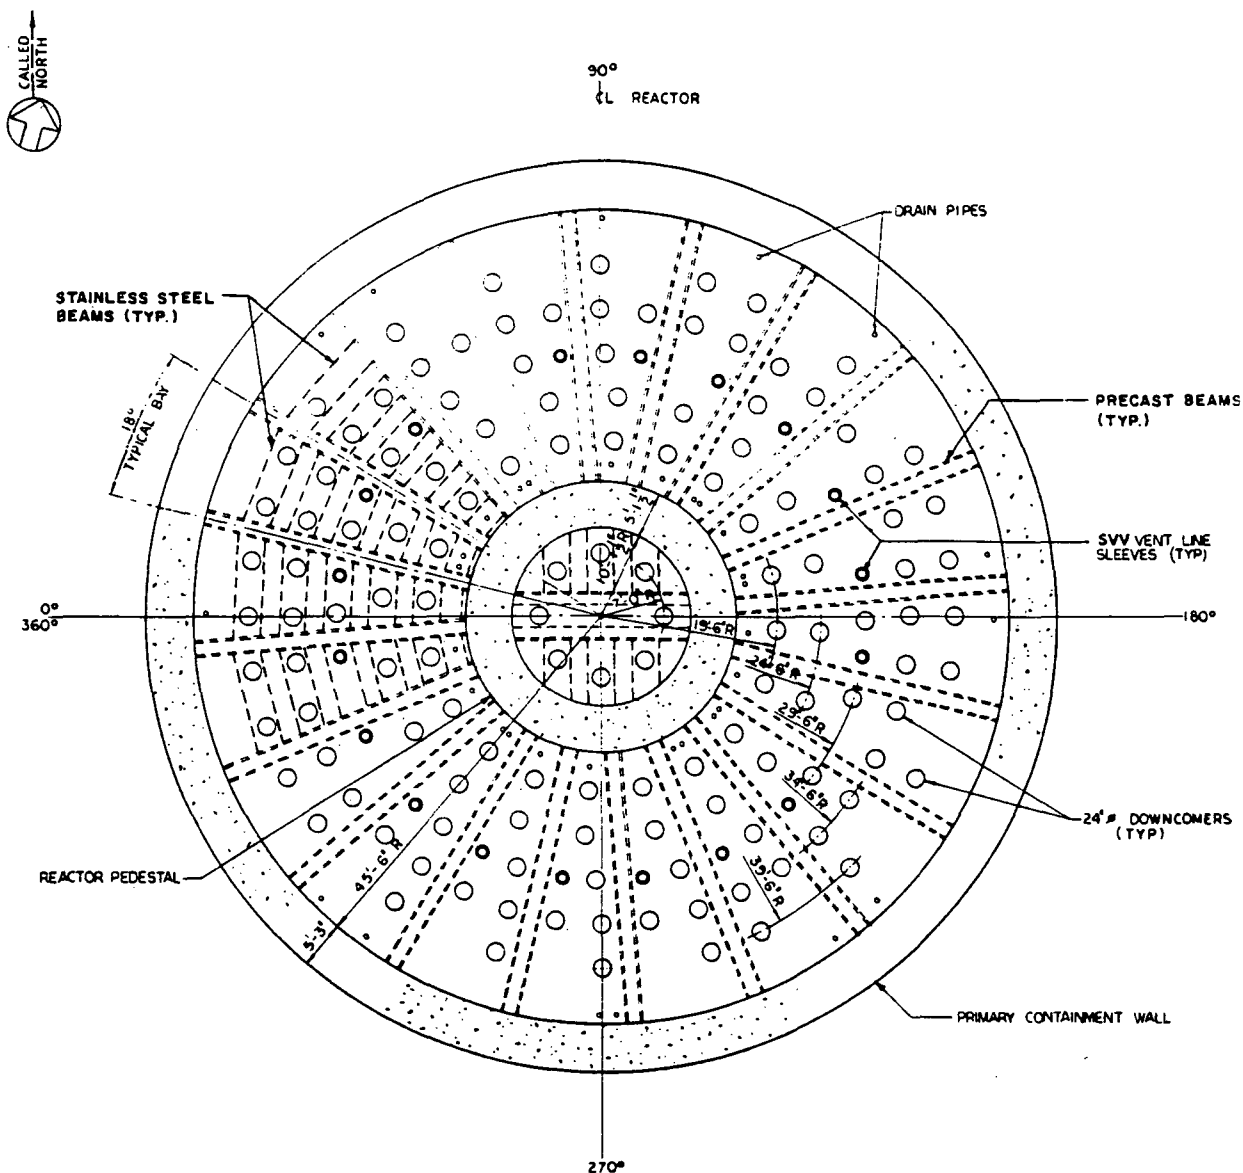 CALLED
NORTH
90°
℄ REACTOR
DRAIN PIPES
STAINLESS STEEL
BEAMS (TYP.)
18°
TYPICAL BAY
PRECAST BEAMS
(TYP.)
SVV VENT LINE
SLEEVES (TYP)
0°
360°
180°
19'-6"R
24'-6"R
29'-6"R
34'-6"R
39'-6"R
24"ø DOWNCOMERS
(TYP)
REACTOR PEDESTAL
45'-6"R
5'-3"
PRIMARY CONTAINMENT WALL
270°